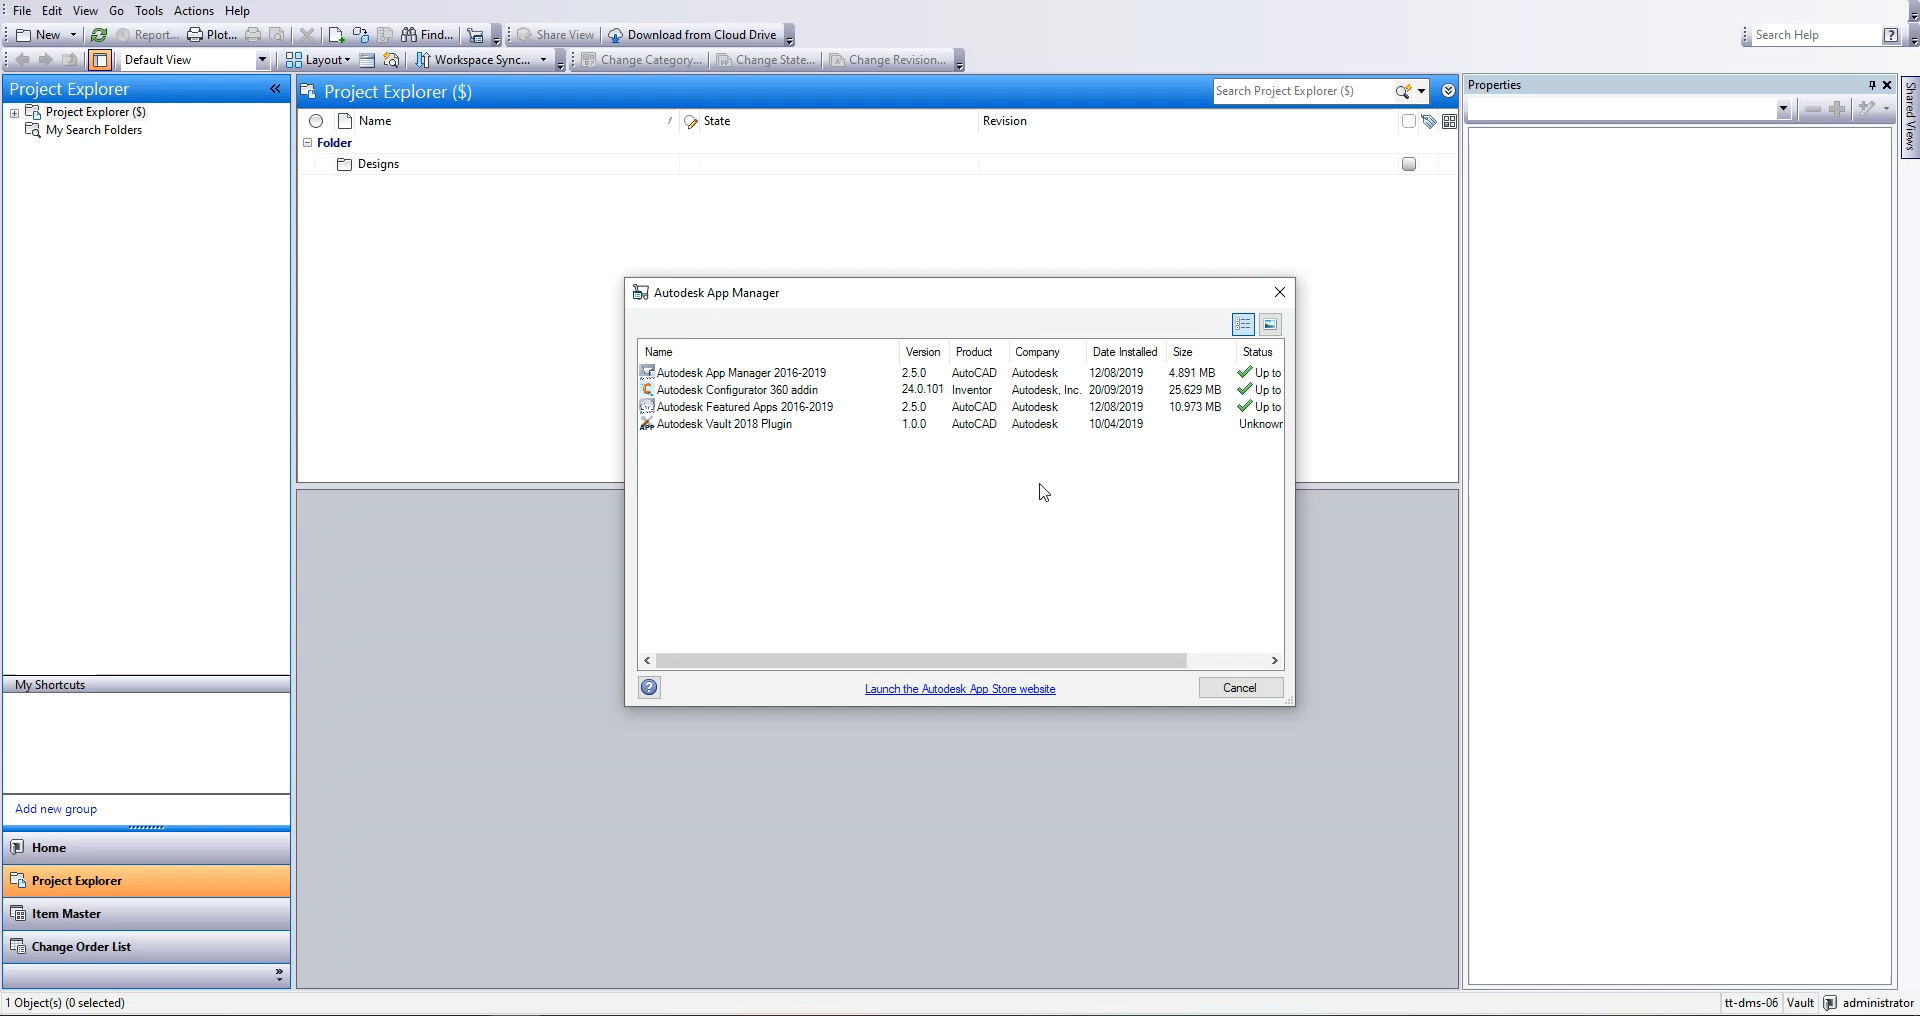 File Edit View Go Tools Actions Help
New Report... Plot... Find... Share View Download from Cloud Drive Search Help
Default View Layout Workspace Sync... Change Category... Change State... Change Revision...
Project Explorer
Project Explorer ($)
My Search Folders
My Shortcuts
Add new group
Home
Project Explorer
Item Master
Change Order List
Project Explorer ($) Search Project Explorer ($)
Name State Revision
Folder
Designs
Autodesk App Manager
Name Version Product Company Date Installed Size Status
Autodesk App Manager 2016-2019 2.5.0 AutoCAD Autodesk 12/08/2019 4.891 MB Up to
Autodesk Configurator 360 addin 24.0.101 Inventor Autodesk, Inc. 20/09/2019 25.629 MB Up to
Autodesk Featured Apps 2016-2019 2.5.0 AutoCAD Autodesk 12/08/2019 10.973 MB Up to
Autodesk Vault 2018 Plugin 1.0.0 AutoCAD Autodesk 10/04/2019 Unknowr
Launch the Autodesk App Store website Cancel
Properties
Shared Views
1 Object(s) (0 selected) tt-dms-06 Vault administrator